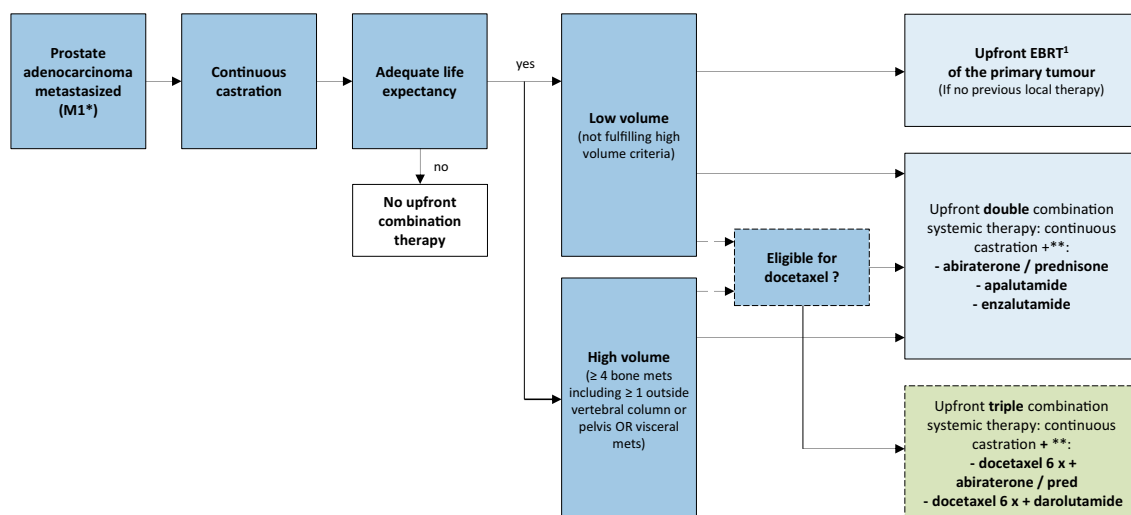 Prostate
adenocarcinoma
metastasized
(M1*)
Continuous
castration
Adequate life
expectancy
yes
no
No upfront
combination
therapy
Low volume
(not fulfilling high
volume criteria)
High volume
(≥ 4 bone mets
including ≥ 1 outside
vertebral column or
pelvis OR visceral
mets)
Eligible for
docetaxel ?
Upfront EBRT¹
of the primary tumour
(If no previous local therapy)
Upfront double combination
systemic therapy: continuous
castration +**:
- abiraterone / prednisone
- apalutamide
- enzalutamide
Upfront triple combination
systemic therapy: continuous
castration + **:
- docetaxel 6 x +
abiraterone / pred
- docetaxel 6 x + darolutamide